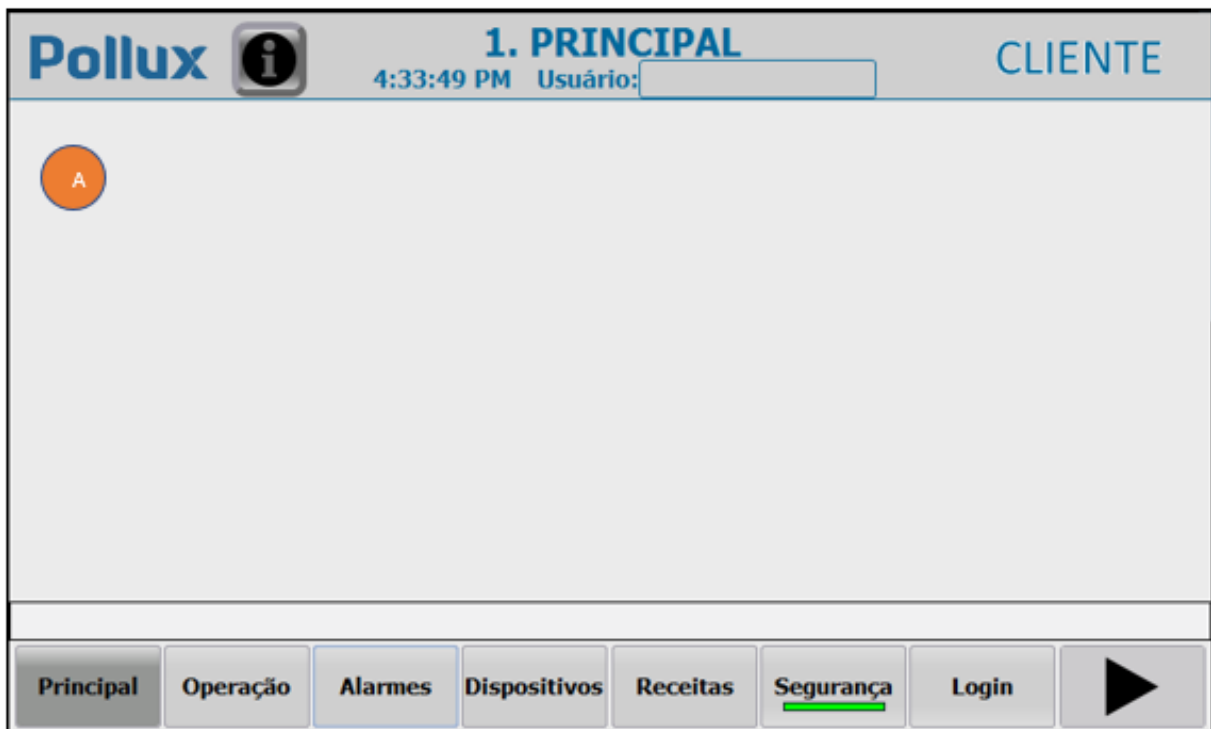 Pollux i 1. PRINCIPAL CLIENTE
4:33:49 PM Usuário:
A
Principal Operação Alarmes Dispositivos Receitas Segurança Login